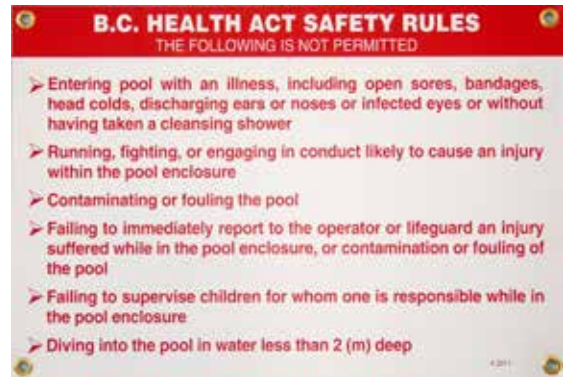 B.C. HEALTH ACT SAFETY RULES
THE FOLLOWING IS NOT PERMITTED
Entering pool with an illness, including open sores, bandages,
head colds, discharging ears or noses or infected eyes or without
having taken a cleansing shower
Running, fighting, or engaging in conduct likely to cause an injury
within the pool enclosure
Contaminating or fouling the pool
Failing to immediately report to the operator or lifeguard an injury
suffered while in the pool enclosure, or contamination or fouling of
the pool
Failing to supervise children for whom one is responsible while in
the pool enclosure
Diving into the pool in water less than 2 (m) deep